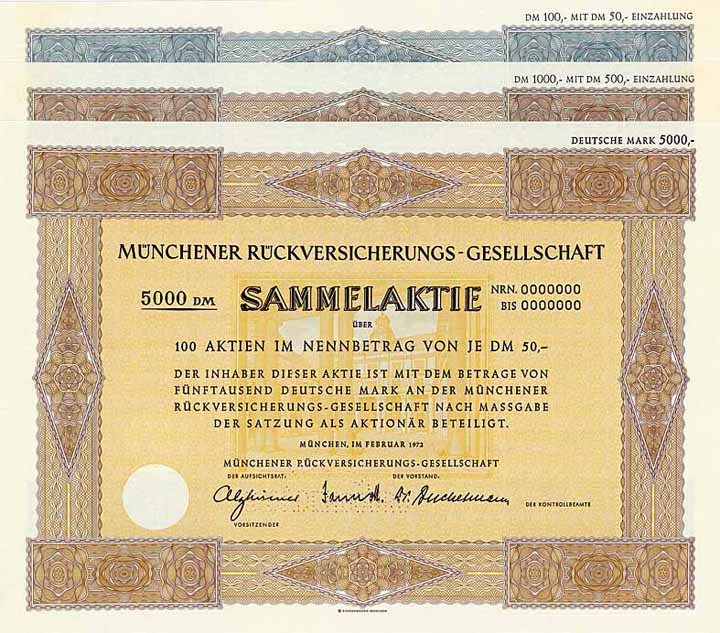 DM 100,- MIT DM 50,- EINZAHLUNG
DM 1000,- MIT DM 500,- EINZAHLUNG
DEUTSCHE MARK 5000,-
MÜNCHENER RÜCKVERSICHERUNGS-GESELLSCHAFT
5000 DM SAMMELAKTIE NRN. 0000000
BIS 0000000
ÜBER
100 AKTIEN IM NENNBETRAG VON JE DM 50,-
DER INHABER DIESER AKTIE IST MIT DEM BETRAGE VON
FÜNFTAUSEND DEUTSCHE MARK AN DER MÜNCHENER
RÜCKVERSICHERUNGS-GESELLSCHAFT NACH MASSGABE
DER SATZUNG ALS AKTIONÄR BETEILIGT.
MÜNCHEN, IM FEBRUAR 1972
MÜNCHENER RÜCKVERSICHERUNGS-GESELLSCHAFT
DER AUFSICHTSRAT. DER VORSTAND.
DER KONTROLLBEAMTE
VORSITZENDER